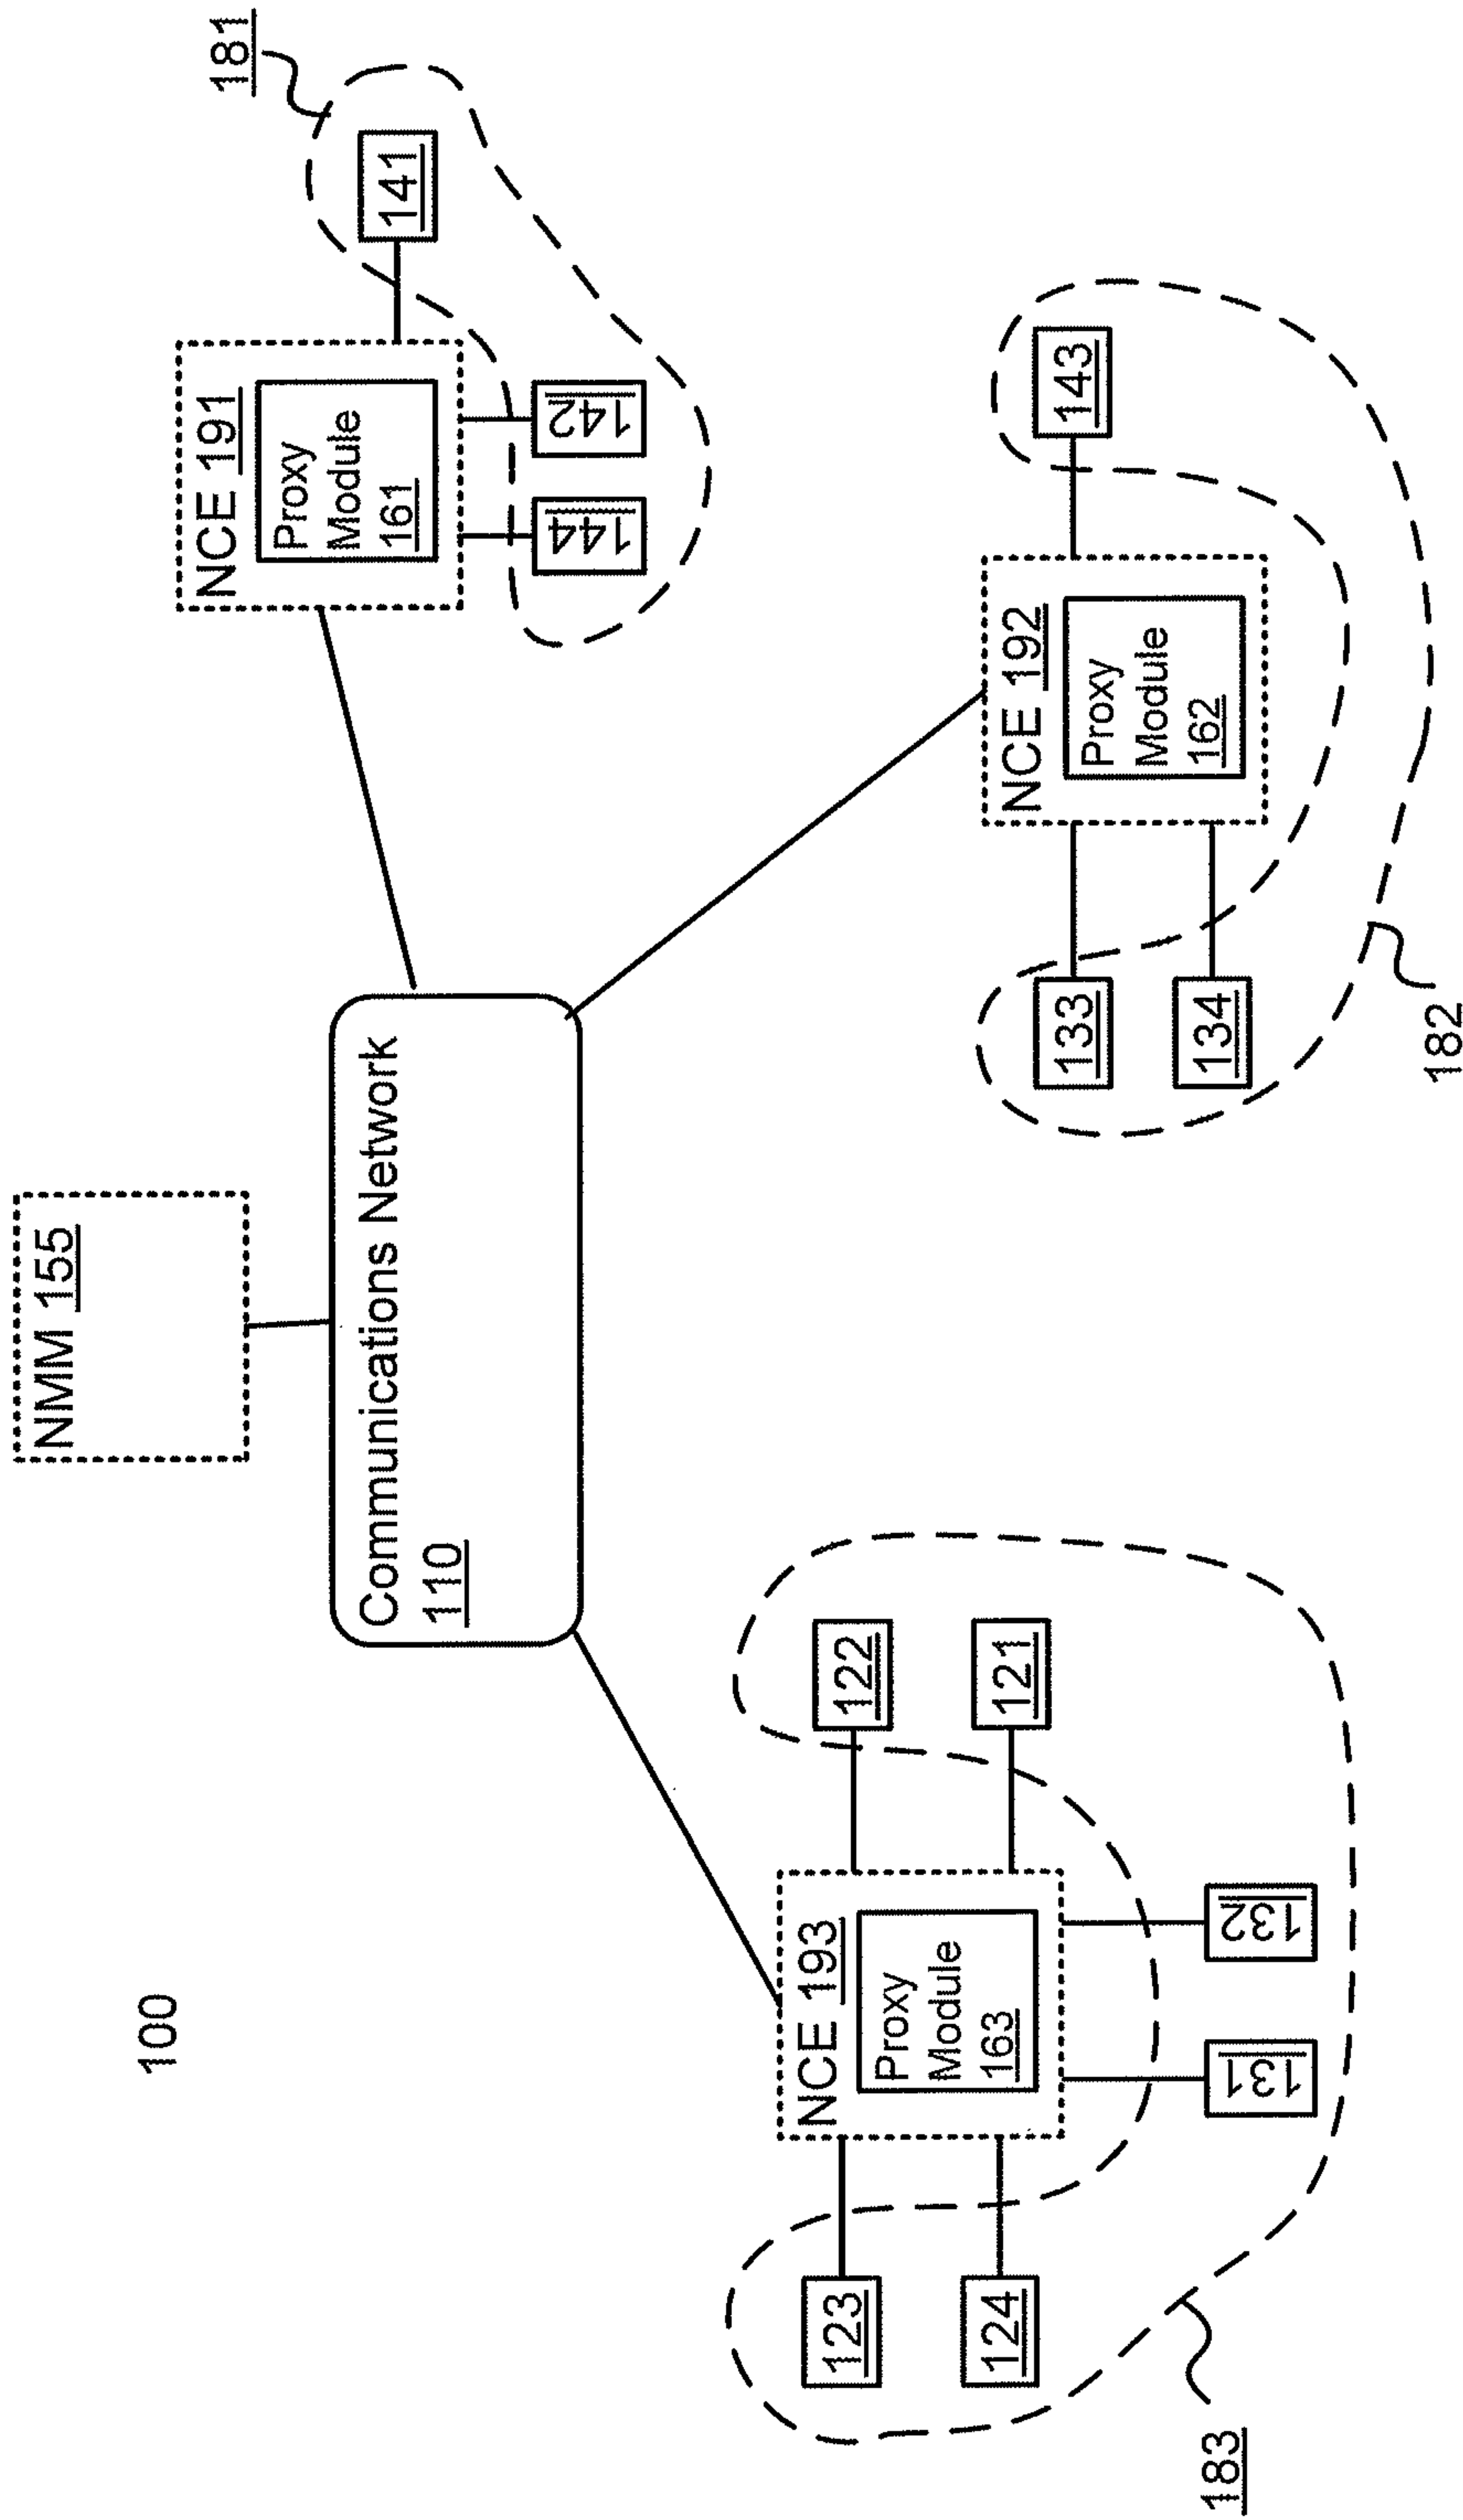 100
NMM 155
Communications Network
110
NCE 193
Proxy
Module
163
123
124
122
121
131
132
183
NCE 191
Proxy
Module
161
141
144
142
181
NCE 192
Proxy
Module
162
133
134
143
182